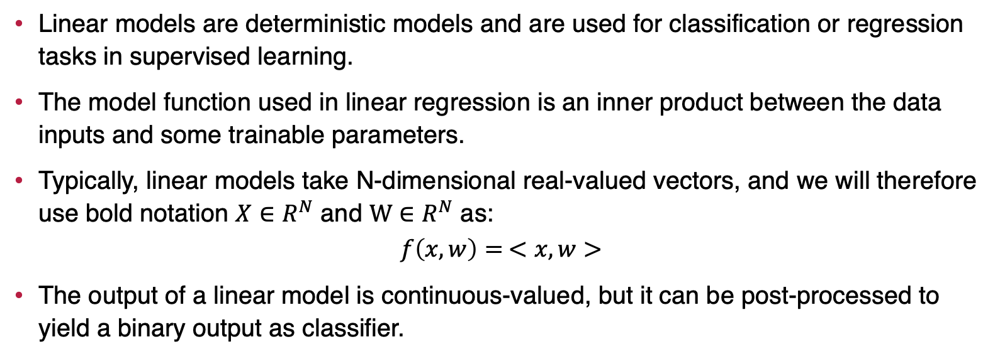 • Linear models are deterministic models and are used for classification or regression
tasks in supervised learning.
• The model function used in linear regression is an inner product between the data
inputs and some trainable parameters.
• Typically, linear models take N-dimensional real-valued vectors, and we will therefore
use bold notation X ∈ Rᴺ and W ∈ Rᴺ as:
f(x, w) = < x, w >
• The output of a linear model is continuous-valued, but it can be post-processed to
yield a binary output as classifier.